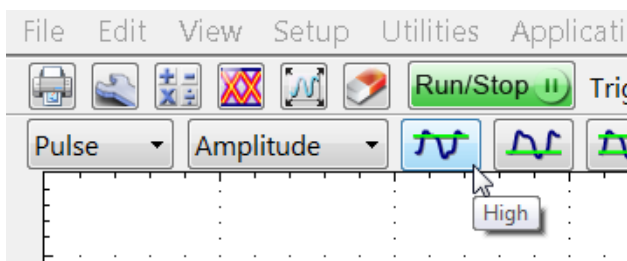 File Edit View Setup Utilities Applicati
Run/Stop Trig
Pulse Amplitude
High